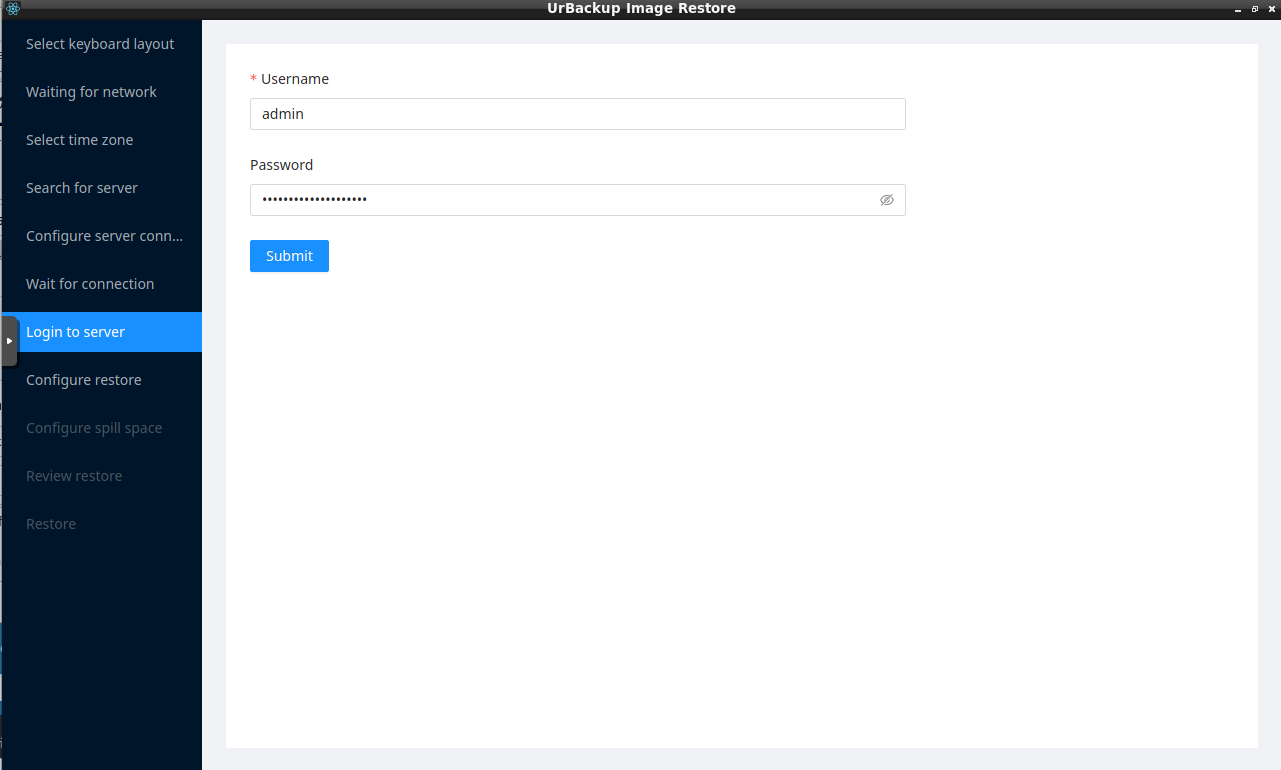 UrBackup Image Restore
Select keyboard layout
Waiting for network
Select time zone
Search for server
Configure server conn...
Wait for connection
Login to server
Configure restore
Configure spill space
Review restore
Restore
* Username
admin
Password
••••••••••••••••••••
Submit